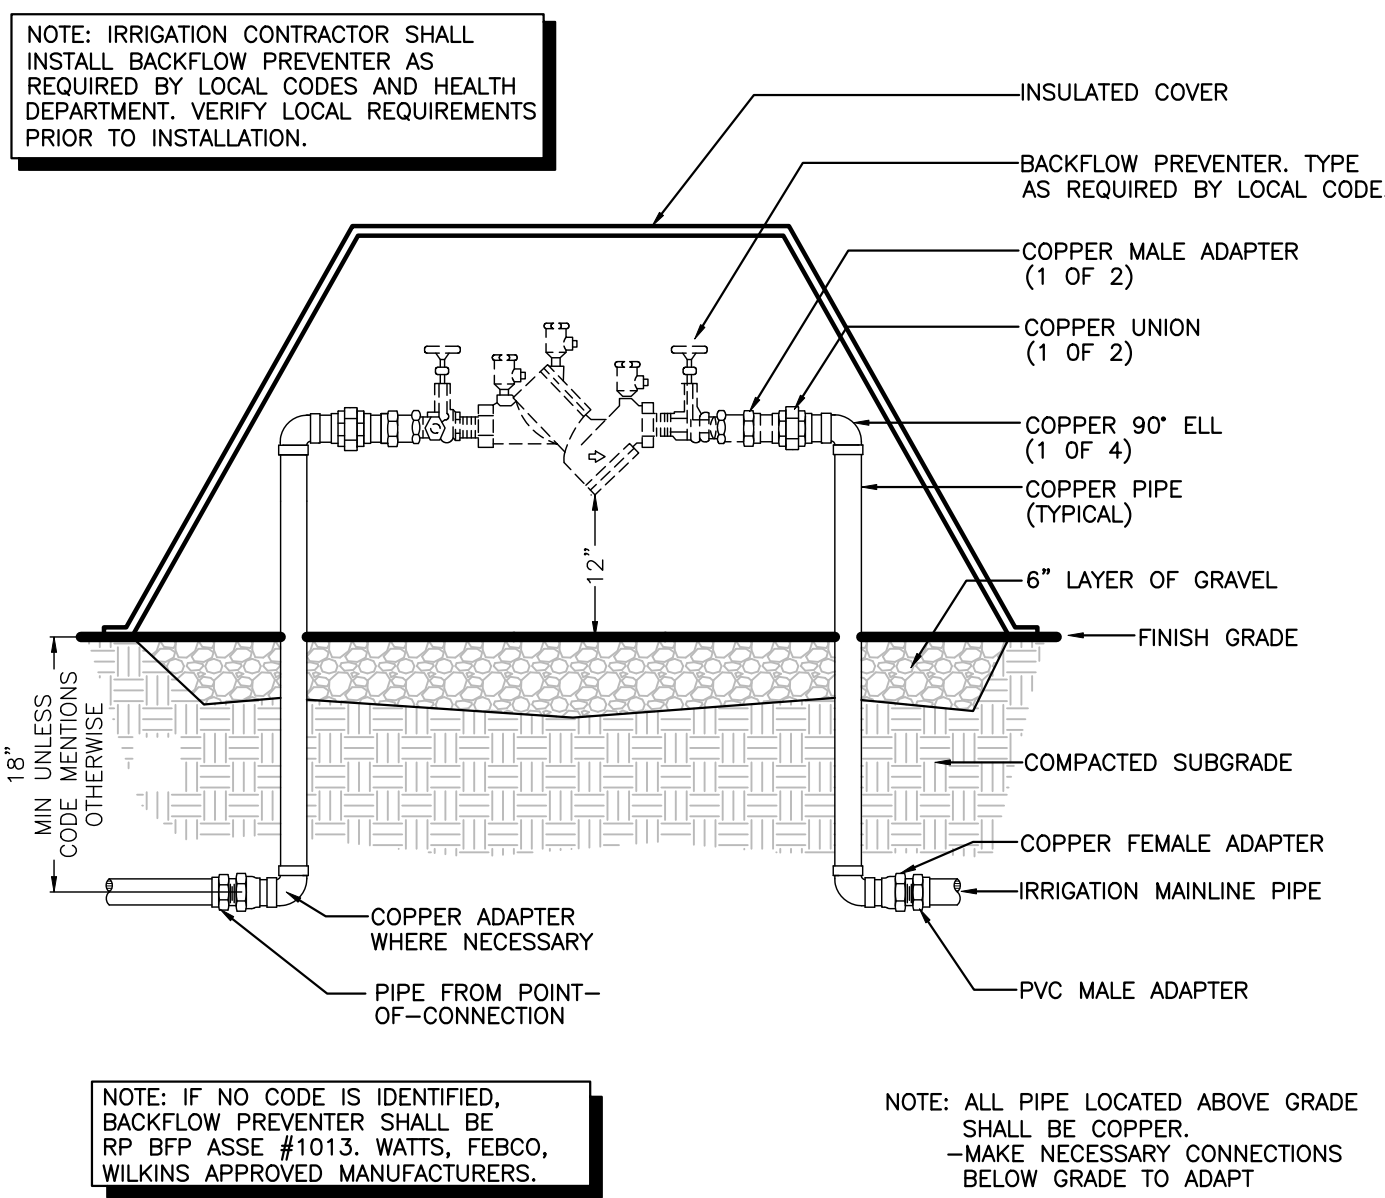 NOTE: IRRIGATION CONTRACTOR SHALL
INSTALL BACKFLOW PREVENTER AS
REQUIRED BY LOCAL CODES AND HEALTH
DEPARTMENT. VERIFY LOCAL REQUIREMENTS
PRIOR TO INSTALLATION.
INSULATED COVER
BACKFLOW PREVENTER. TYPE
AS REQUIRED BY LOCAL CODE.
COPPER MALE ADAPTER
(1 OF 2)
COPPER UNION
(1 OF 2)
COPPER 90° ELL
(1 OF 4)
COPPER PIPE
(TYPICAL)
12"
6" LAYER OF GRAVEL
FINISH GRADE
18"
MIN UNLESS
CODE MENTIONS
OTHERWISE
COMPACTED SUBGRADE
COPPER FEMALE ADAPTER
IRRIGATION MAINLINE PIPE
COPPER ADAPTER
WHERE NECESSARY
PIPE FROM POINT-
OF-CONNECTION
PVC MALE ADAPTER
NOTE: IF NO CODE IS IDENTIFIED,
BACKFLOW PREVENTER SHALL BE
RP BFP ASSE #1013. WATTS, FEBCO,
WILKINS APPROVED MANUFACTURERS.
NOTE: ALL PIPE LOCATED ABOVE GRADE
SHALL BE COPPER.
-MAKE NECESSARY CONNECTIONS
BELOW GRADE TO ADAPT